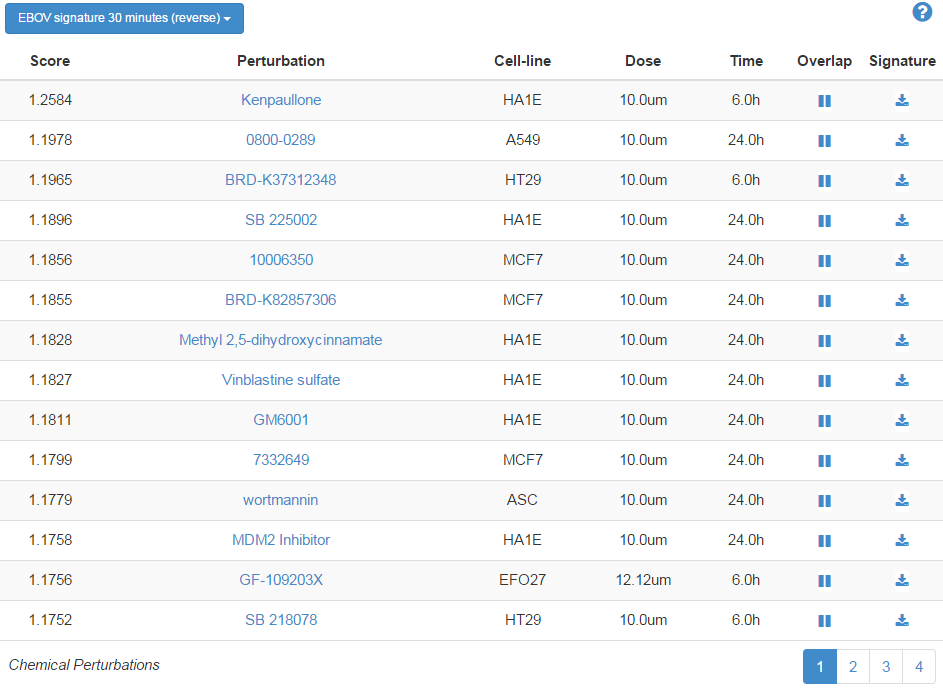 EBOV signature 30 minutes (reverse)
?
Score Perturbation Cell-line Dose Time Overlap Signature
1.2584 Kenpaullone HA1E 10.0um 6.0h
1.1978 0800-0289 A549 10.0um 24.0h
1.1965 BRD-K37312348 HT29 10.0um 6.0h
1.1896 SB 225002 HA1E 10.0um 24.0h
1.1856 10006350 MCF7 10.0um 24.0h
1.1855 BRD-K82857306 MCF7 10.0um 24.0h
1.1828 Methyl 2,5-dihydroxycinnamate HA1E 10.0um 24.0h
1.1827 Vinblastine sulfate HA1E 10.0um 24.0h
1.1811 GM6001 HA1E 10.0um 24.0h
1.1799 7332649 MCF7 10.0um 24.0h
1.1779 wortmannin ASC 10.0um 24.0h
1.1758 MDM2 Inhibitor HA1E 10.0um 24.0h
1.1756 GF-109203X EFO27 12.12um 6.0h
1.1752 SB 218078 HT29 10.0um 6.0h
Chemical Perturbations 1 2 3 4